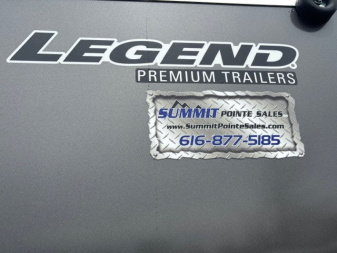 LEGEND
PREMIUM TRAILERS
SUMMIT POINTE SALES
www.SummitPointeSales.com
616-877-5185